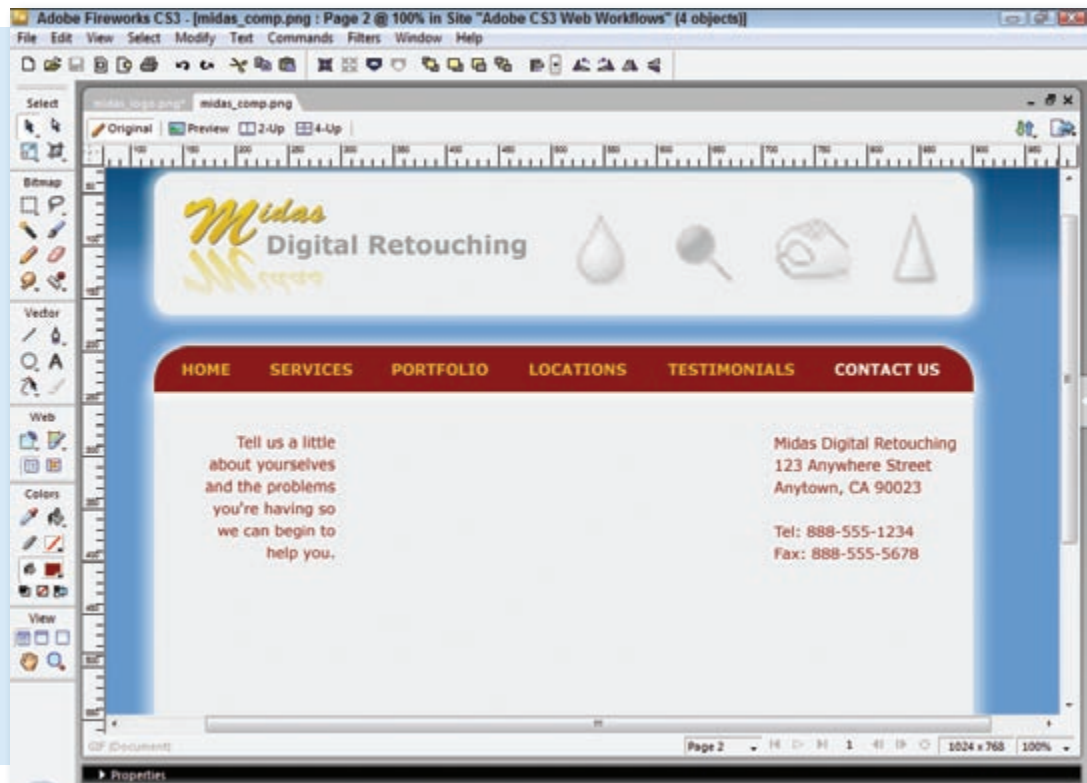 Adobe Fireworks CS3 - [midas_comp.png : Page 2 @ 100% in Site "Adobe CS3 Web Workflows" (4 objects)]
File Edit View Select Modify Text Commands Filters Window Help
Select
midas_logo.png* midas_comp.png
Original Preview 2-Up 4-Up
Bitmap
Vector
Web
Colors
View
Midas
Digital Retouching
HOME SERVICES PORTFOLIO LOCATIONS TESTIMONIALS CONTACT US
Tell us a little
about yourselves
and the problems
you're having so
we can begin to
help you.
Midas Digital Retouching
123 Anywhere Street
Anytown, CA 90023
Tel: 888-555-1234
Fax: 888-555-5678
GIF (Document) Page 2 1 1024 x 768 100%
Properties